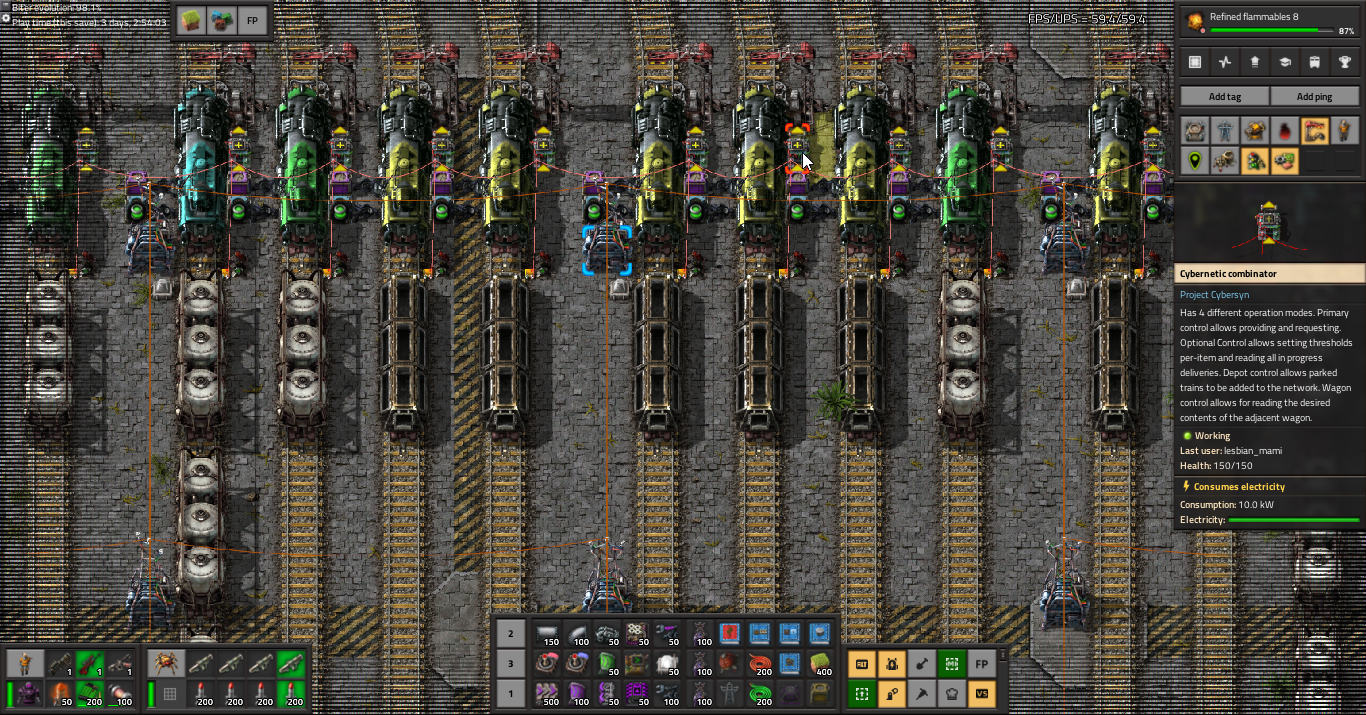 Biter evolution: 98.1%
Play time(this save): 3 days, 2:54:03
FP
FPS/UPS = 59.4/59.4
Refined flammables 8
87%
Add tag
Add ping
Cybernetic combinator
Project Cybersyn
Has 4 different operation modes. Primary
control allows providing and requesting.
Optional Control allows setting thresholds
per-item and reading all in progress
deliveries. Depot control allows parked
trains to be added to the network. Wagon
control allows for reading the desired
contents of the adjacent wagon.
Working
Last user: lesbian_mami
Health: 150/150
Consumes electricity
Consumption: 10.0 kW
Electricity:
2
150 100 50 50 50 100
3
50 50 50 100 200 400
1
500 100 50 50 100 100 200
1 1 1
50 200 100
200 200 200 200
ALT
FP
VS